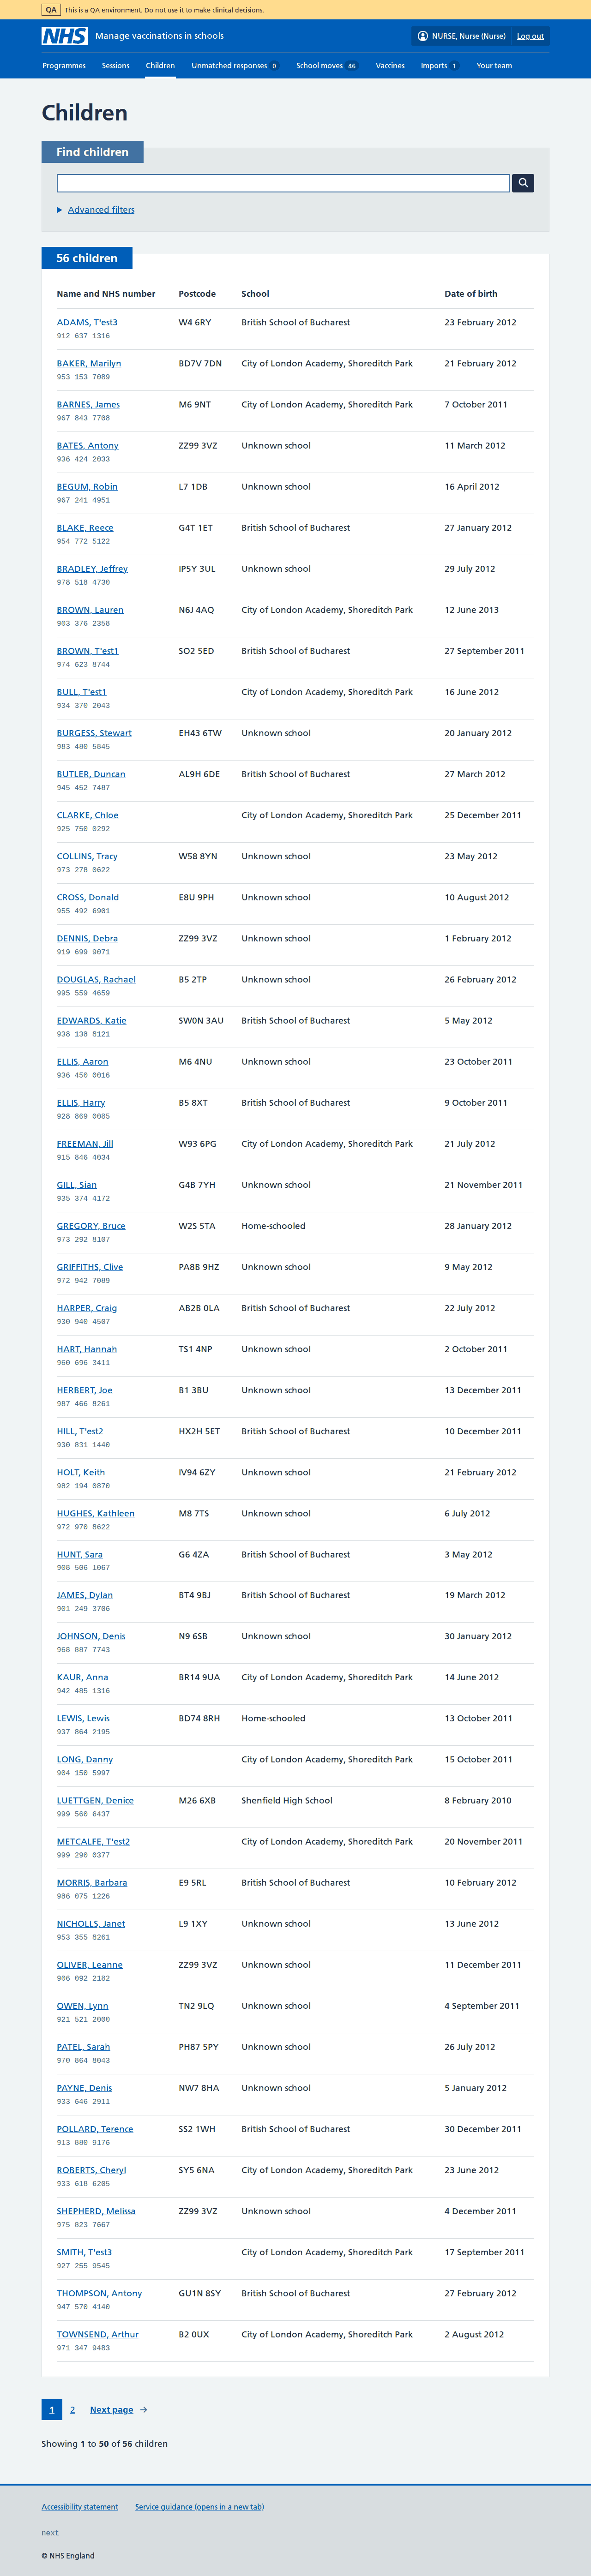 QA This is a QA environment. Do not use it to make clinical decisions.
NHS Manage vaccinations in schools NURSE, Nurse (Nurse) Log out
Programmes Sessions Children Unmatched responses 0 School moves 46 Vaccines Imports 1 Your team
Children
Find children
Advanced filters
56 children
Name and NHS number Postcode School Date of birth
ADAMS, T'est3 W4 6RY British School of Bucharest 23 February 2012
912 637 1316
BAKER, Marilyn BD7V 7DN City of London Academy, Shoreditch Park 21 February 2012
953 153 7089
BARNES, James M6 9NT City of London Academy, Shoreditch Park 7 October 2011
967 843 7708
BATES, Antony ZZ99 3VZ Unknown school 11 March 2012
936 424 2033
BEGUM, Robin L7 1DB Unknown school 16 April 2012
967 241 4951
BLAKE, Reece G4T 1ET British School of Bucharest 27 January 2012
954 772 5122
BRADLEY, Jeffrey IP5Y 3UL Unknown school 29 July 2012
978 518 4730
BROWN, Lauren N6J 4AQ City of London Academy, Shoreditch Park 12 June 2013
903 376 2358
BROWN, T'est1 SO2 5ED British School of Bucharest 27 September 2011
974 623 8744
BULL, T'est1 City of London Academy, Shoreditch Park 16 June 2012
934 370 2043
BURGESS, Stewart EH43 6TW Unknown school 20 January 2012
983 480 5845
BUTLER, Duncan AL9H 6DE British School of Bucharest 27 March 2012
945 452 7487
CLARKE, Chloe City of London Academy, Shoreditch Park 25 December 2011
925 750 0292
COLLINS, Tracy W58 8YN Unknown school 23 May 2012
973 278 0622
CROSS, Donald E8U 9PH Unknown school 10 August 2012
955 492 6901
DENNIS, Debra ZZ99 3VZ Unknown school 1 February 2012
919 699 9071
DOUGLAS, Rachael B5 2TP Unknown school 26 February 2012
995 559 4659
EDWARDS, Katie SW0N 3AU British School of Bucharest 5 May 2012
938 138 8121
ELLIS, Aaron M6 4NU Unknown school 23 October 2011
936 450 0016
ELLIS, Harry B5 8XT British School of Bucharest 9 October 2011
928 869 0085
FREEMAN, Jill W93 6PG City of London Academy, Shoreditch Park 21 July 2012
915 846 4034
GILL, Sian G4B 7YH Unknown school 21 November 2011
935 374 4172
GREGORY, Bruce W2S 5TA Home-schooled 28 January 2012
973 292 8107
GRIFFITHS, Clive PA8B 9HZ Unknown school 9 May 2012
972 942 7089
HARPER, Craig AB2B 0LA British School of Bucharest 22 July 2012
930 940 4507
HART, Hannah TS1 4NP Unknown school 2 October 2011
960 696 3411
HERBERT, Joe B1 3BU Unknown school 13 December 2011
987 466 8261
HILL, T'est2 HX2H 5ET British School of Bucharest 10 December 2011
930 831 1440
HOLT, Keith IV94 6ZY Unknown school 21 February 2012
982 194 0870
HUGHES, Kathleen M8 7TS Unknown school 6 July 2012
972 970 8622
HUNT, Sara G6 4ZA British School of Bucharest 3 May 2012
908 506 1067
JAMES, Dylan BT4 9BJ British School of Bucharest 19 March 2012
901 249 3706
JOHNSON, Denis N9 6SB Unknown school 30 January 2012
968 887 7743
KAUR, Anna BR14 9UA City of London Academy, Shoreditch Park 14 June 2012
942 485 1316
LEWIS, Lewis BD74 8RH Home-schooled 13 October 2011
937 864 2195
LONG, Danny City of London Academy, Shoreditch Park 15 October 2011
904 150 5997
LUETTGEN, Denice M26 6XB Shenfield High School 8 February 2010
999 560 6437
METCALFE, T'est2 City of London Academy, Shoreditch Park 20 November 2011
999 290 0377
MORRIS, Barbara E9 5RL British School of Bucharest 10 February 2012
986 075 1226
NICHOLLS, Janet L9 1XY Unknown school 13 June 2012
953 355 8261
OLIVER, Leanne ZZ99 3VZ Unknown school 11 December 2011
906 092 2182
OWEN, Lynn TN2 9LQ Unknown school 4 September 2011
921 521 2000
PATEL, Sarah PH87 5PY Unknown school 26 July 2012
970 864 8043
PAYNE, Denis NW7 8HA Unknown school 5 January 2012
933 646 2911
POLLARD, Terence SS2 1WH British School of Bucharest 30 December 2011
913 880 9176
ROBERTS, Cheryl SY5 6NA City of London Academy, Shoreditch Park 23 June 2012
933 618 6205
SHEPHERD, Melissa ZZ99 3VZ Unknown school 4 December 2011
975 823 7667
SMITH, T'est3 City of London Academy, Shoreditch Park 17 September 2011
927 255 9545
THOMPSON, Antony GU1N 8SY British School of Bucharest 27 February 2012
947 570 4140
TOWNSEND, Arthur B2 0UX City of London Academy, Shoreditch Park 2 August 2012
971 347 9483
1 2 Next page →
Showing 1 to 50 of 56 children
Accessibility statement Service guidance (opens in a new tab)
next
© NHS England